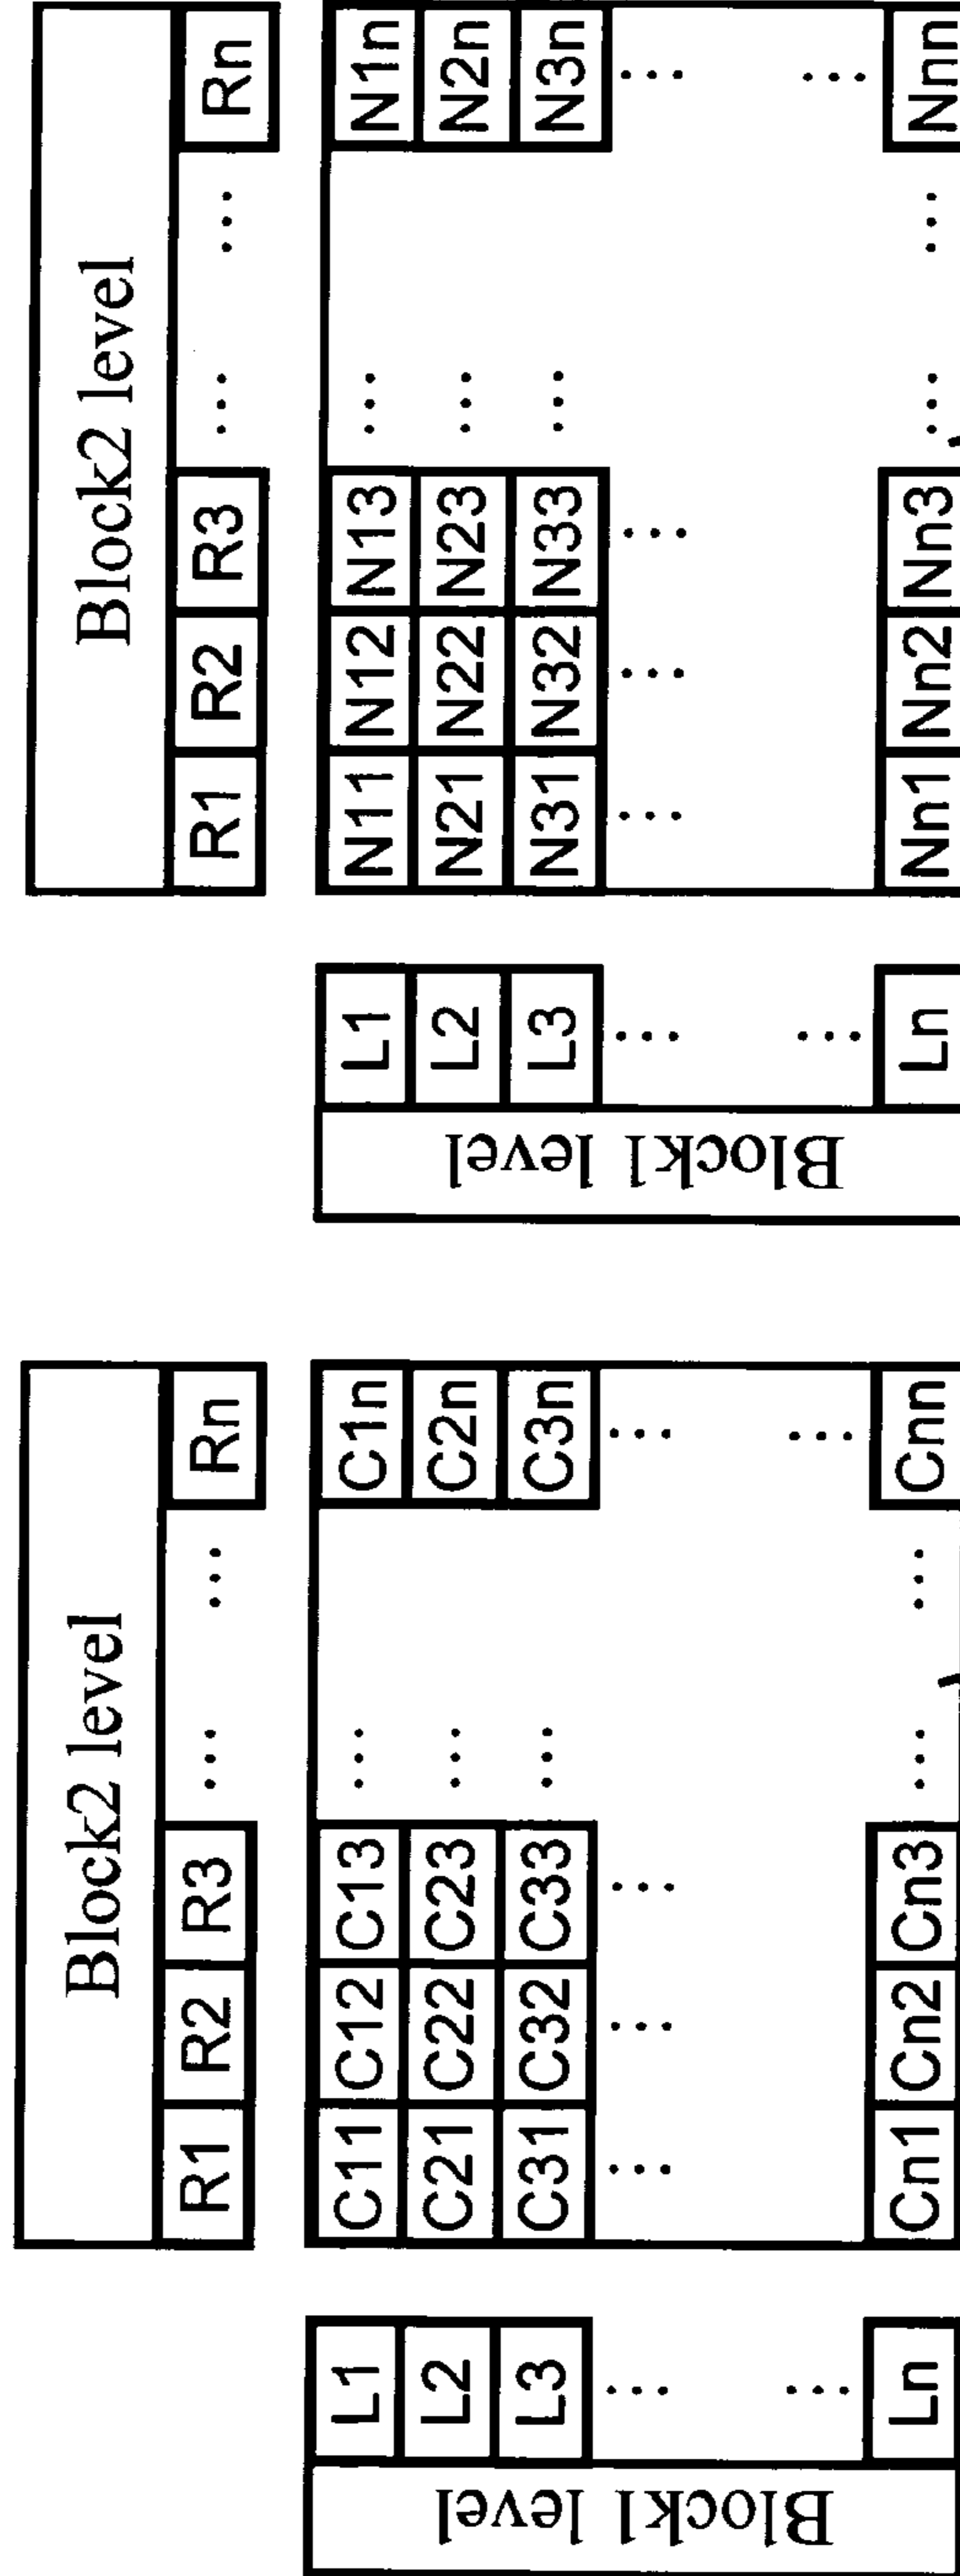 Block2 level
R1 R2 R3 ... ... Rn
Block1 level
L1
L2
L3
...
...
Ln
C11 C12 C13 ... C1n
C21 C22 C23 ... C2n
C31 C32 C33 ... C3n
... ... ... ...
...
Cn1 Cn2 Cn3 ... ... Cnn
Block2 level
R1 R2 R3 ... ... Rn
Block1 level
L1
L2
L3
...
...
Ln
N11 N12 N13 ... N1n
N21 N22 N23 ... N2n
N31 N32 N33 ... N3n
... ... ... ...
...
Nn1 Nn2 Nn3 ... ... Nnn